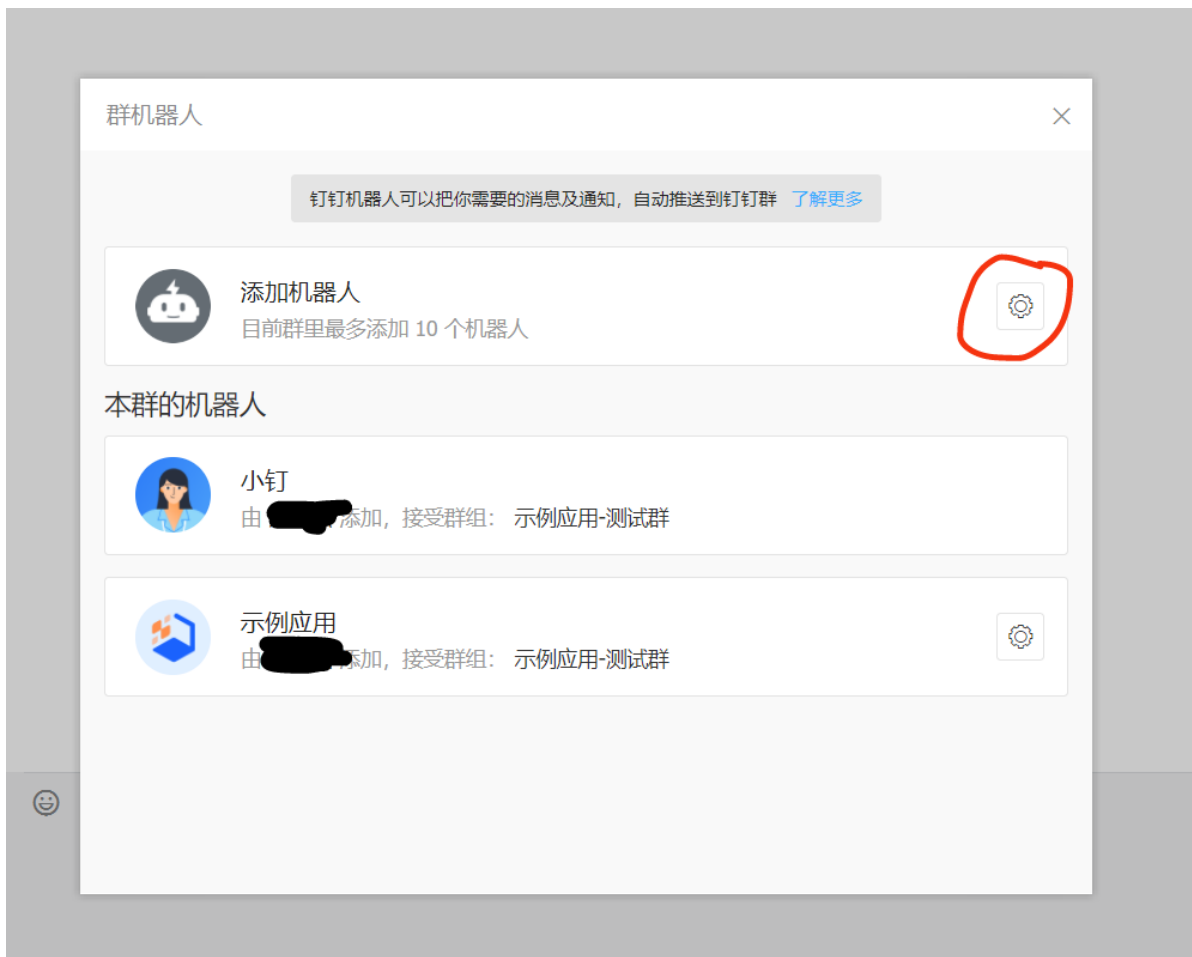 群机器人
钉钉机器人可以把你需要的消息及通知，自动推送到钉钉群 了解更多
添加机器人
目前群里最多添加 10 个机器人
本群的机器人
小钉
由 添加，接受群组： 示例应用-测试群
示例应用
由 添加，接受群组： 示例应用-测试群